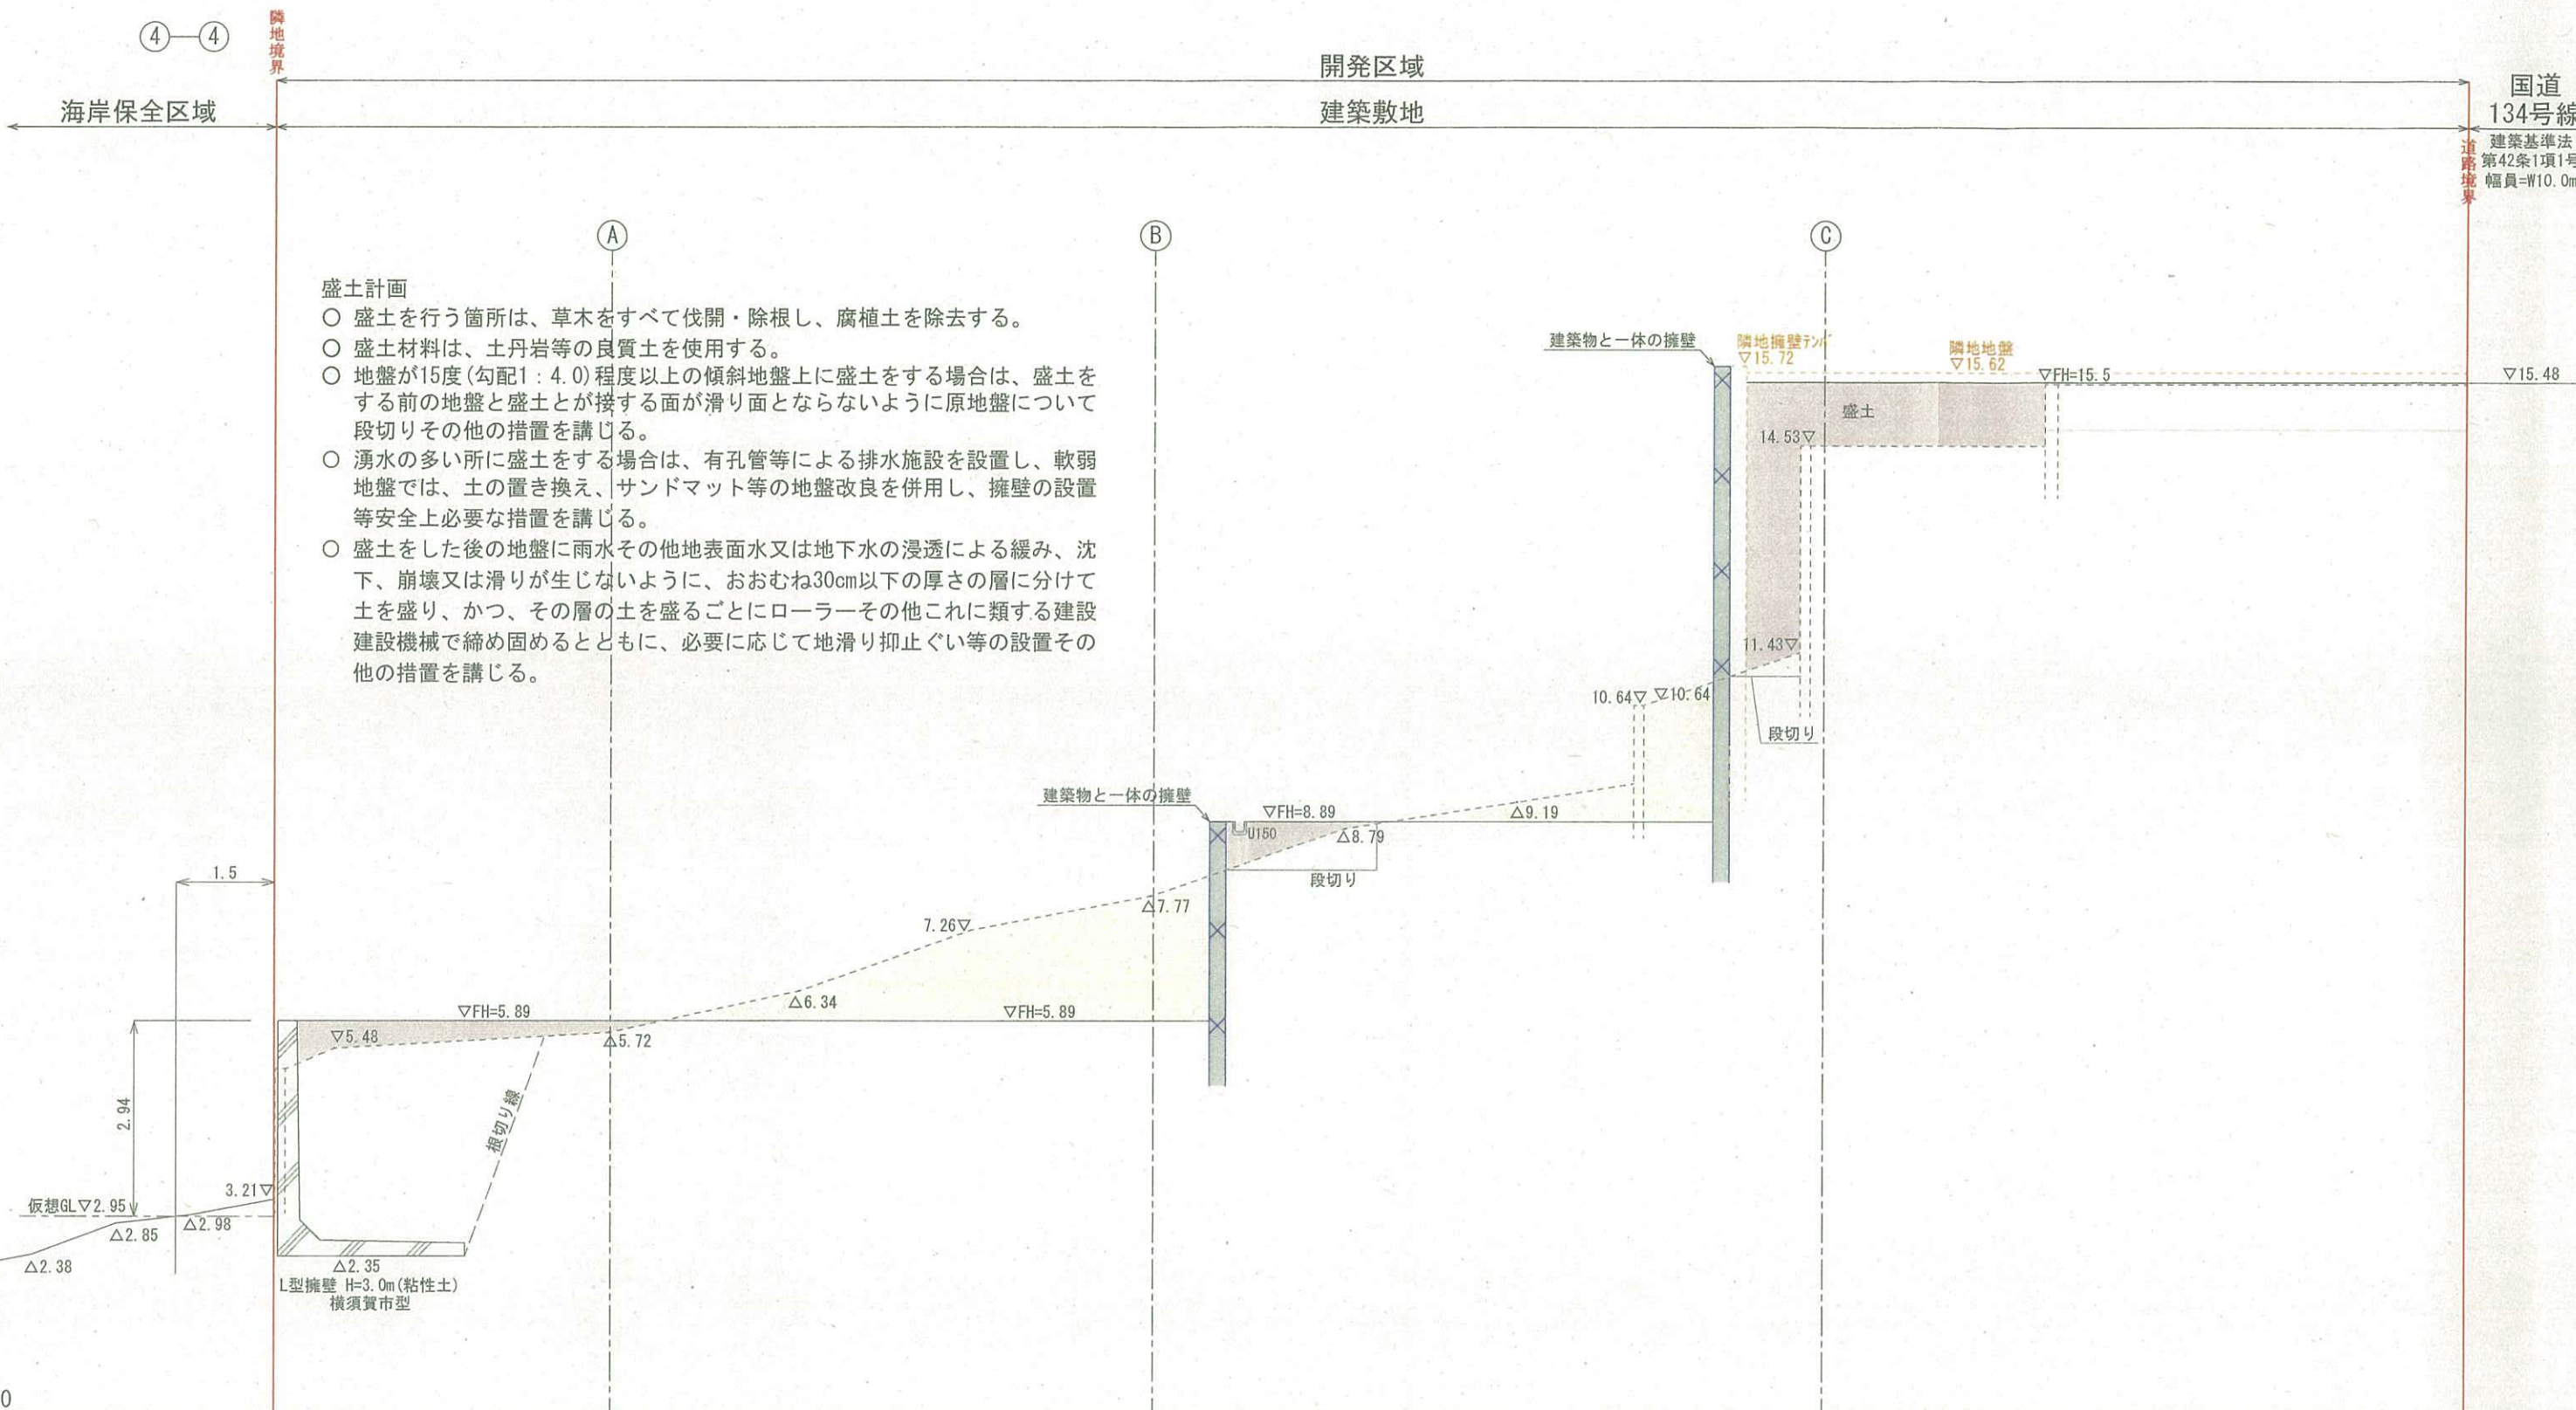 ④—④
隣地境界
開発区域
海岸保全区域
建築敷地
国道
134号線
建築基準法
第42条1項1号
幅員=W10.0m
道路境界
Ⓐ
Ⓑ
Ⓒ
盛土計画
○ 盛土を行う箇所は、草木をすべて伐開・除根し、腐植土を除去する。
○ 盛土材料は、土丹岩等の良質土を使用する。
○ 地盤が15度(勾配1：4.0)程度以上の傾斜地盤上に盛土をする場合は、盛土を
する前の地盤と盛土とが接する面が滑り面とならないように原地盤について
段切りその他の措置を講じる。
○ 湧水の多い所に盛土をする場合は、有孔管等による排水施設を設置し、軟弱
地盤では、土の置き換え、サンドマット等の地盤改良を併用し、擁壁の設置
等安全上必要な措置を講じる。
○ 盛土をした後の地盤に雨水その他地表面水又は地下水の浸透による緩み、沈
下、崩壊又は滑りが生じないように、おおむね30cm以下の厚さの層に分けて
土を盛り、かつ、その層の土を盛るごとにローラーその他これに類する建設
建設機械で締め固めるとともに、必要に応じて地滑り抑止ぐい等の設置その
他の措置を講じる。
建築物と一体の擁壁
隣地擁壁テンバ
▽15.72
隣地地盤
▽15.62
▽FH=15.5
▽15.48
盛土
14.53▽
11.43▽
10.64▽
▽10.64
段切り
建築物と一体の擁壁
▽FH=8.89
U150
△8.79
△9.19
段切り
1.5
7.26▽
△7.77
△6.34
▽FH=5.89
▽FH=5.89
▽5.48
△5.72
2.94
根切り線
3.21▽
仮想GL▽2.95
△2.98
△2.85
△2.38
△2.35
L型擁壁 H=3.0m(粘性土)
横須賀市型
0